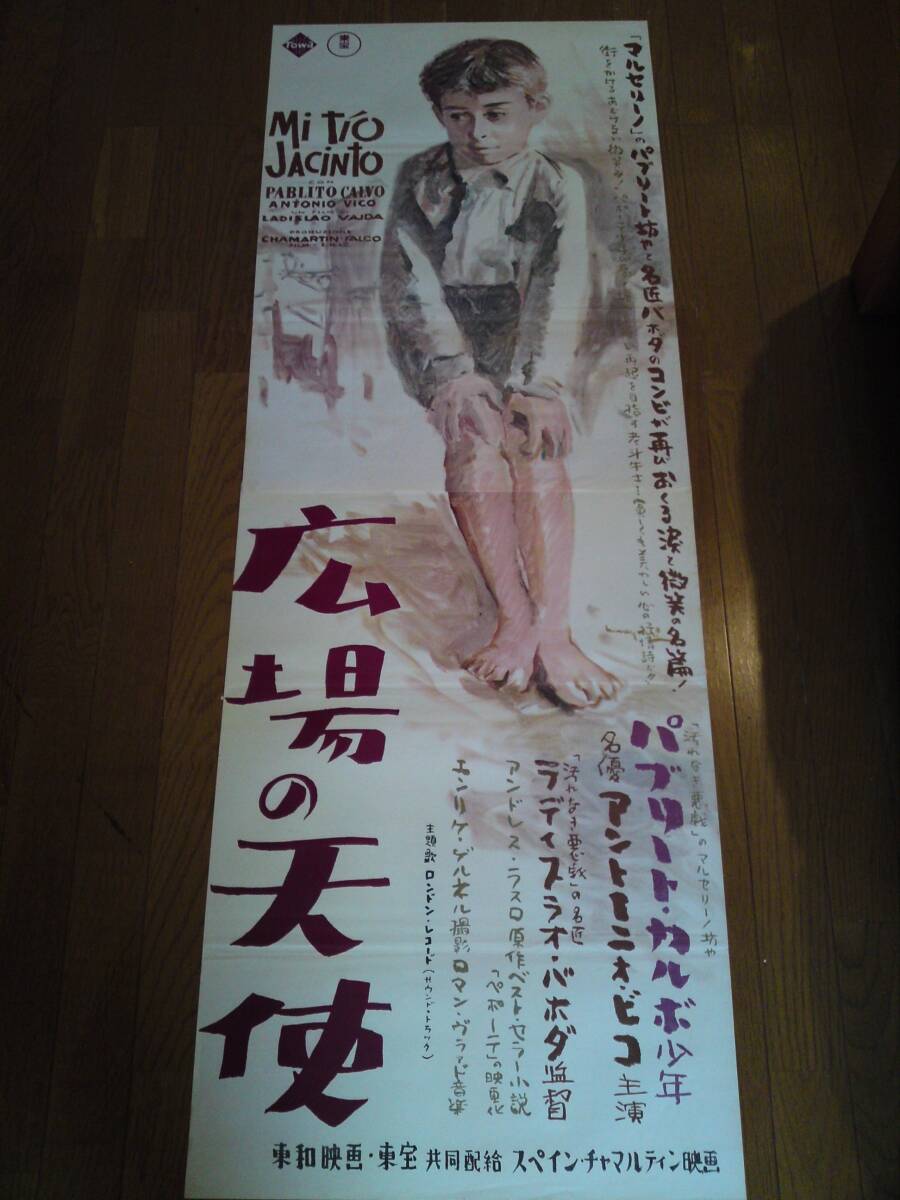 Towa
東宝
Mi Tío
JACiNto
CON
PABLITO CALVO
ANTONIO VICO
UN FILM DI
LADISLAO VAJDA
PRODUZIONE
CHAMARTIN-FALCO
「マルセリーノ」のパブリート坊やと名匠バホダのコンビが再びおくる涙と微笑の名篇!
「汚れなき悪戯」のマルセリーノ坊や
パブリート・カルボ少年
名優 アントニオ・ビコ 主演
「汚れなき悪戯」の名匠
ラディスラオ・バホダ監督
アンドレス・ラスロ原作ベスト・セラー小説
「ペポーテ」の映画化
エンリケ・ゲルネル撮影 ロマン・ヴラッド音楽
主題歌 ロンドン・レコード(サウンド・トラック)
広場の天使
東和映画・東宝 共同配給 スペイン・チャマルティン映画